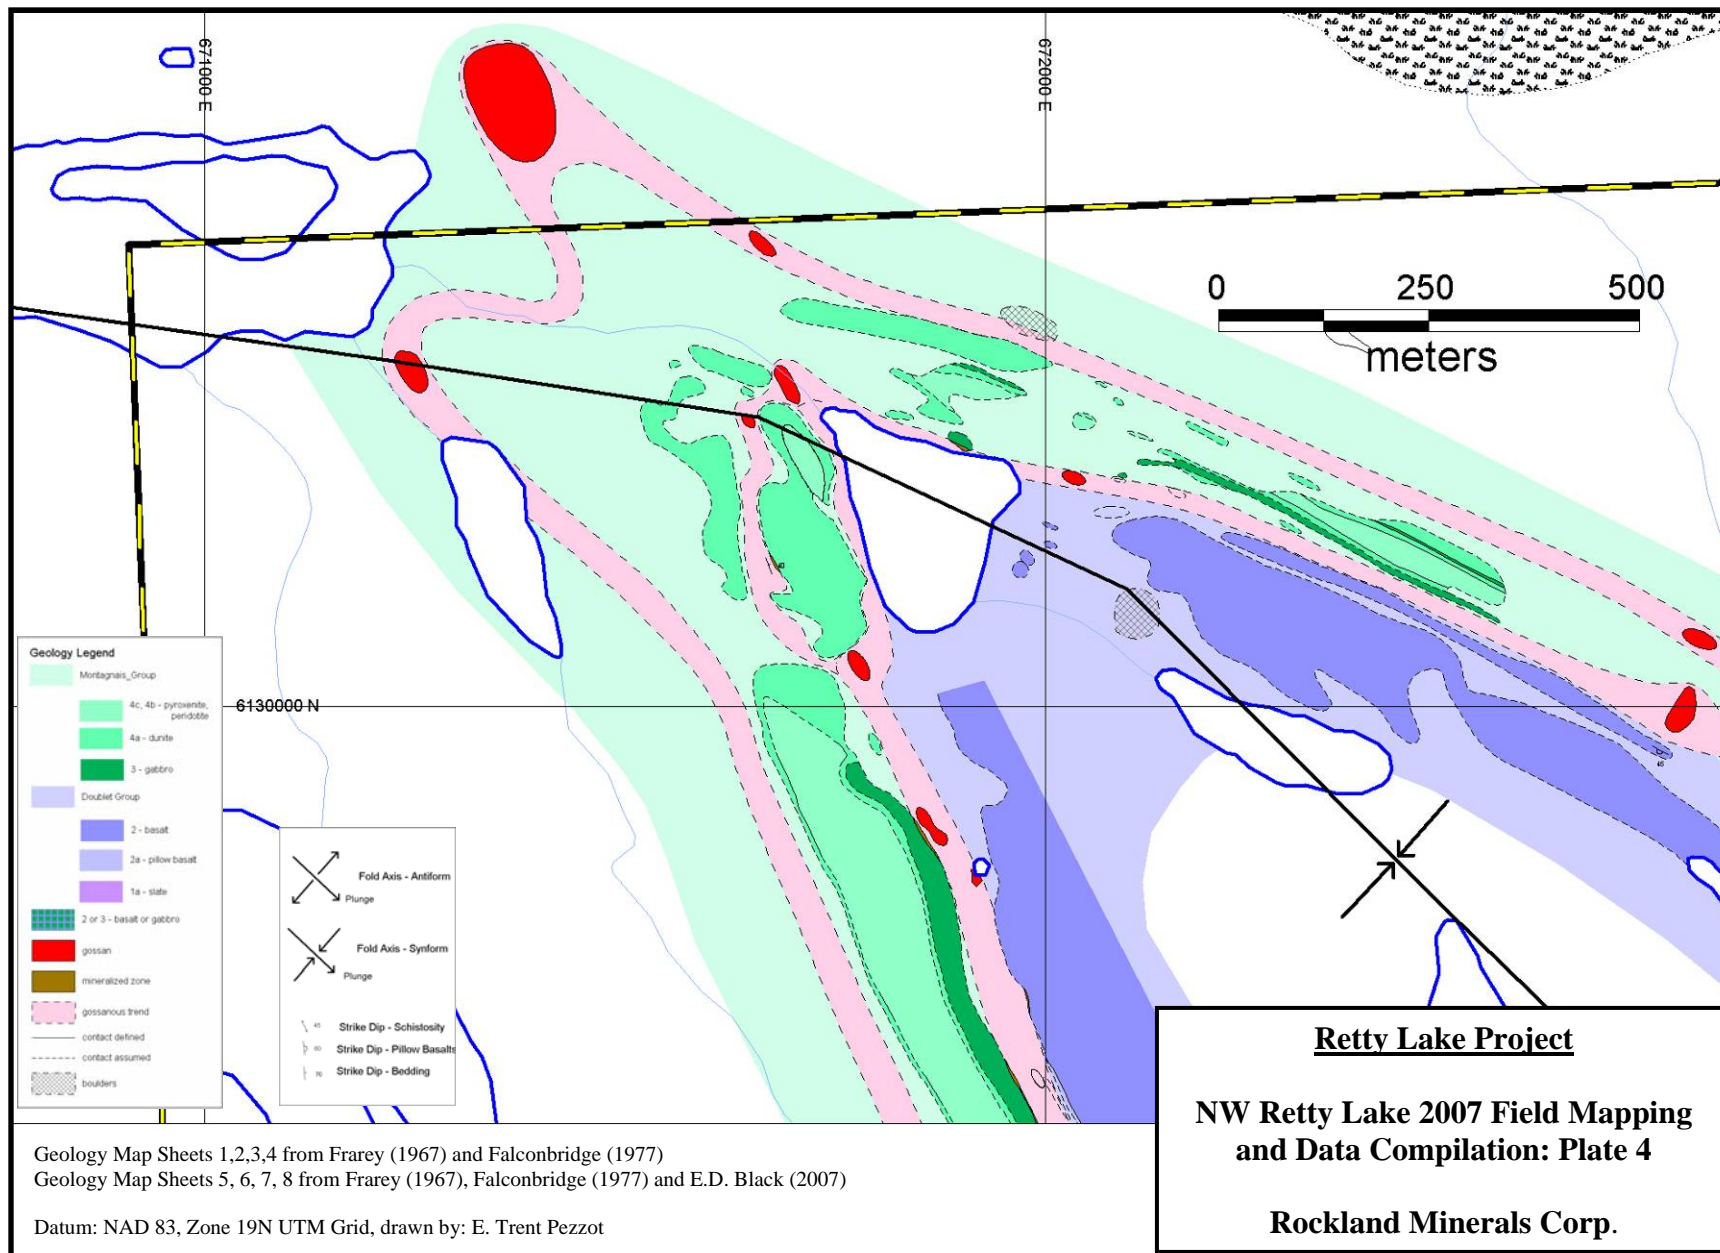 671000 E
672000 E
0 250 500
meters
6130000 N
Geology Legend
Montagnais_Group
4c, 4b - pyroxenite,
peridotite
4a - dunite
3 - gabbro
Doublet Group
2 - basalt
2a - pillow basalt
1a - slate
2 or 3 - basalt or gabbro
gossan
mineralized zone
gossanous trend
contact defined
contact assumed
boulders
Fold Axis - Antiform
Plunge
Fold Axis - Synform
Plunge
45 Strike Dip - Schistosity
60 Strike Dip - Pillow Basalts
70 Strike Dip - Bedding
Retty Lake Project
NW Retty Lake 2007 Field Mapping
and Data Compilation: Plate 4
Rockland Minerals Corp.
Geology Map Sheets 1,2,3,4 from Frarey (1967) and Falconbridge (1977)
Geology Map Sheets 5, 6, 7, 8 from Frarey (1967), Falconbridge (1977) and E.D. Black (2007)
Datum: NAD 83, Zone 19N UTM Grid, drawn by: E. Trent Pezzot